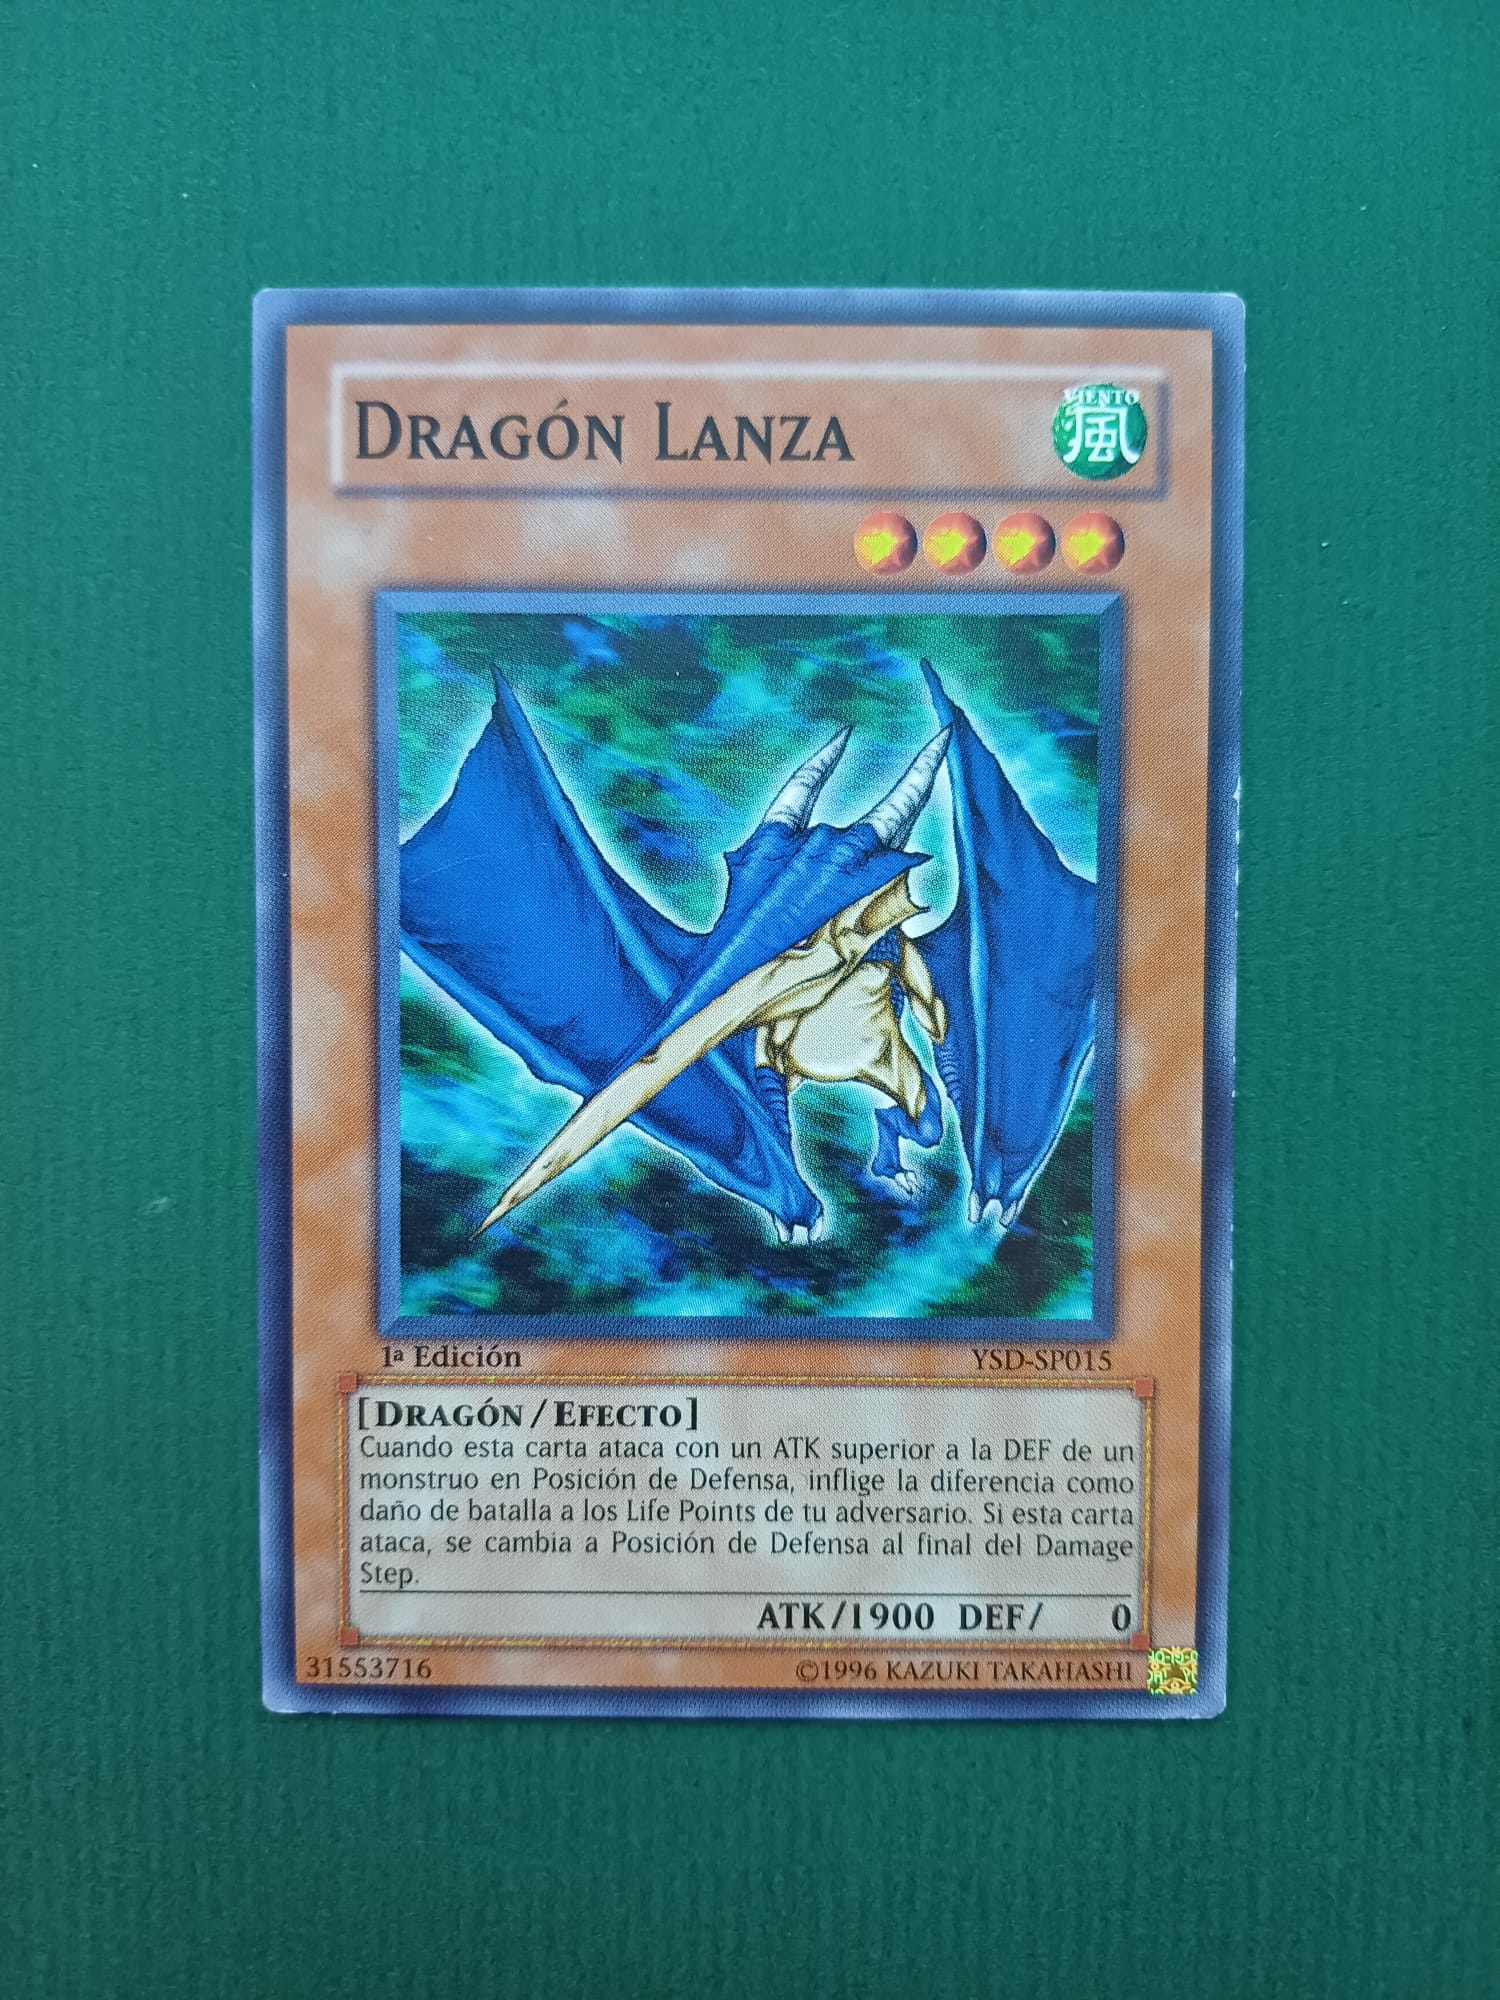 DRAGÓN LANZA
VIENTO
風
1ª Edición
YSD-SP015
[DRAGÓN/EFECTO]
Cuando esta carta ataca con un ATK superior a la DEF de un
monstruo en Posición de Defensa, inflige la diferencia como
daño de batalla a los Life Points de tu adversario. Si esta carta
ataca, se cambia a Posición de Defensa al final del Damage
Step.
ATK/1900 DEF/ 0
31553716
©1996 KAZUKI TAKAHASHI